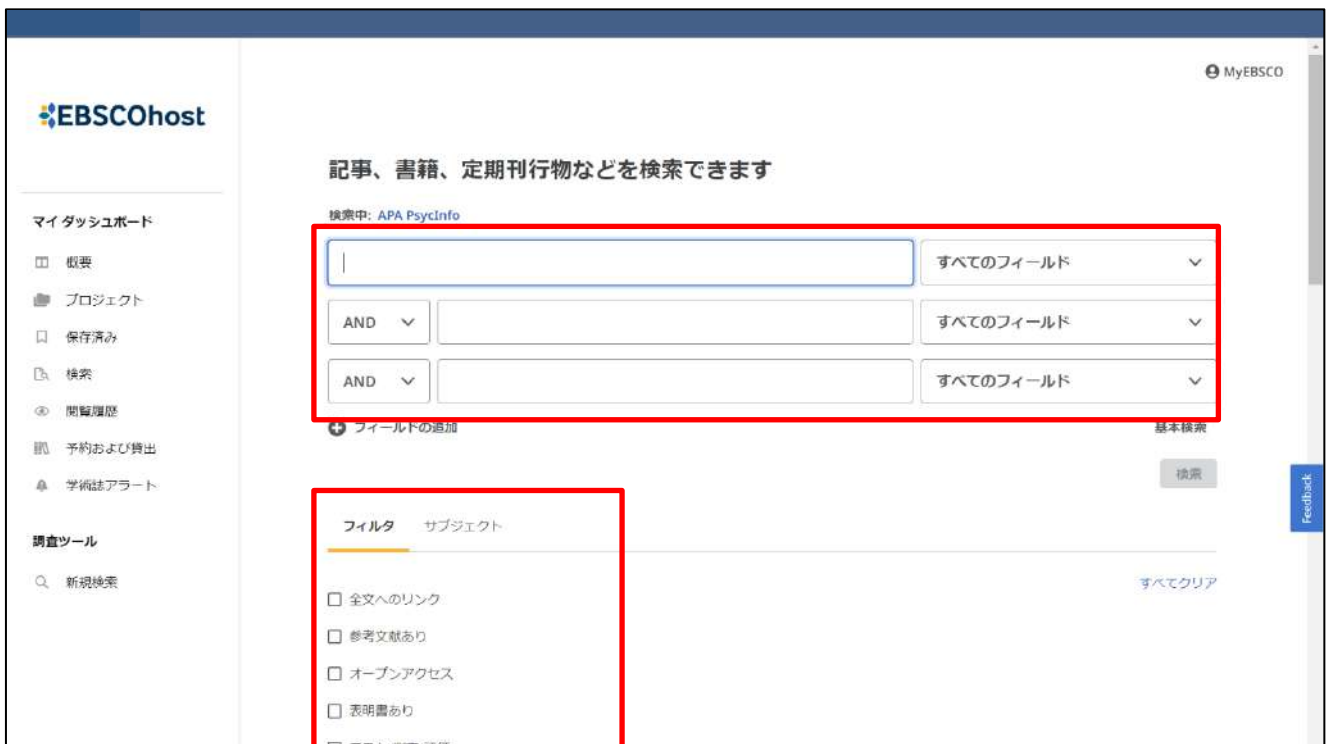 MyEBSCO
EBSCOhost
記事、書籍、定期刊行物などを検索できます
検索中: APA PsycInfo
すべてのフィールド
AND すべてのフィールド
AND すべてのフィールド
フィールドの追加 基本検索
検索
マイ ダッシュボード
概要
プロジェクト
保存済み
検索
閲覧履歴
予約および貸出
学術誌アラート
調査ツール
新規検索
フィルタ サブジェクト
すべてクリア
全文へのリンク
参考文献あり
オープンアクセス
表明書あり
Feedback